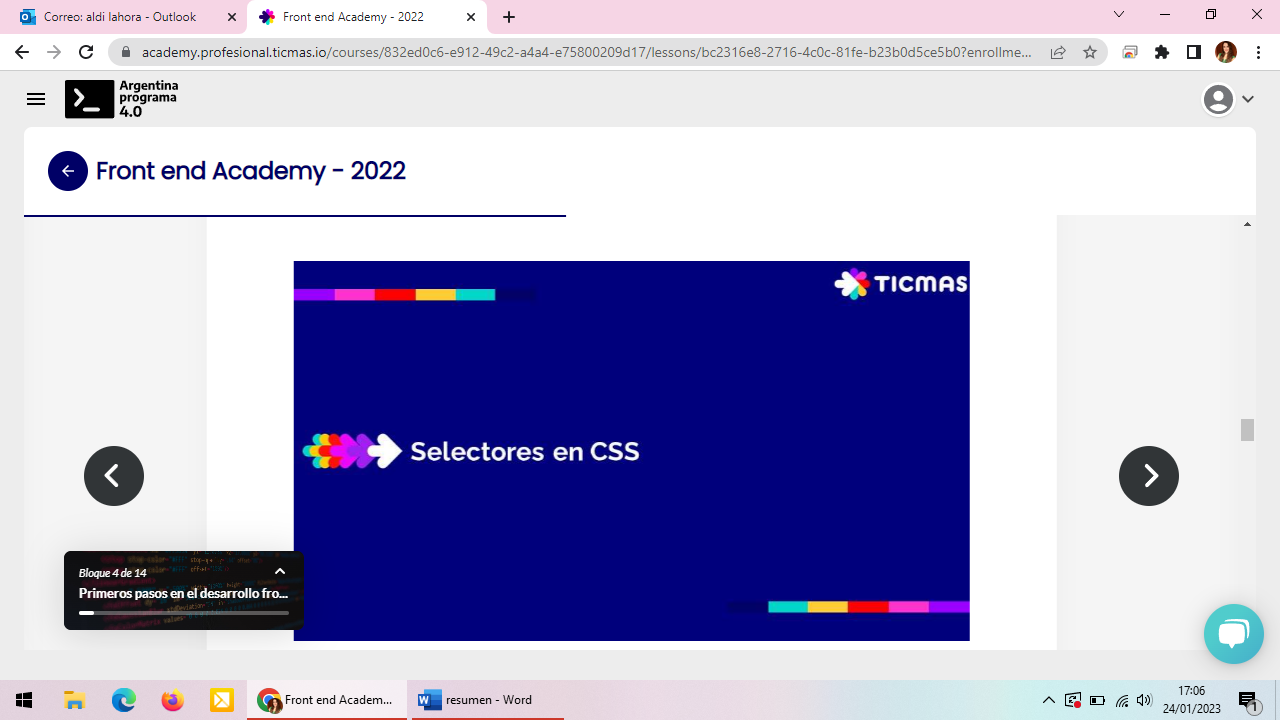 Correo: aldi lahora - Outlook
Front end Academy - 2022
academy.profesional.ticmas.io/courses/832ed0c6-e912-49c2-a4a4-e75800209d17/lessons/bc2316e8-2716-4c0c-81fe-b23b0d5ce5b0?enrollme...
Argentina
programa
4.0
Front end Academy - 2022
TICMAS
Selectores en CSS
Bloque 4 de 14
Primeros pasos en el desarrollo fro...
Front end Academ...
resumen - Word
17:06
24/01/2023
1